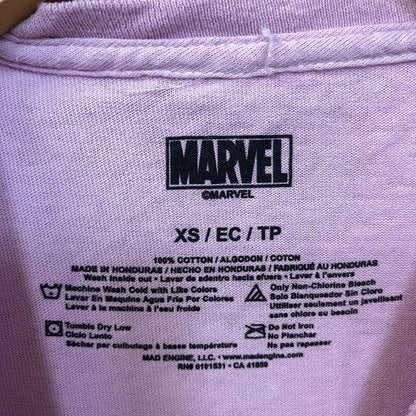 MARVEL
©MARVEL
XS / EC / TP
100% COTTON / ALGODON / COTON
MADE IN HONDURAS / HECHO EN HONDURAS / FABRIQUÉ AU HONDURAS
Wash Inside out - Lavar de adentro hacia afuera - Laver à l'envers
Machine Wash Cold with Like Colors
Lavar En Maquina Agua Fria Por Colores
Laver à la machine à l'eau froide
Only Non-Chlorine Bleach
Solo Blanqueador Sin Cloro
Utiliser seulement un javellisant
sans chlore au besoin
Tumble Dry Low
Ciclo Lento
Sécher par culbutage à basse température
Do Not Iron
No Planchar
Ne pas repasser
MAD ENGINE, LLC. • www.madengine.com
RN# 0101531 • CA 41859